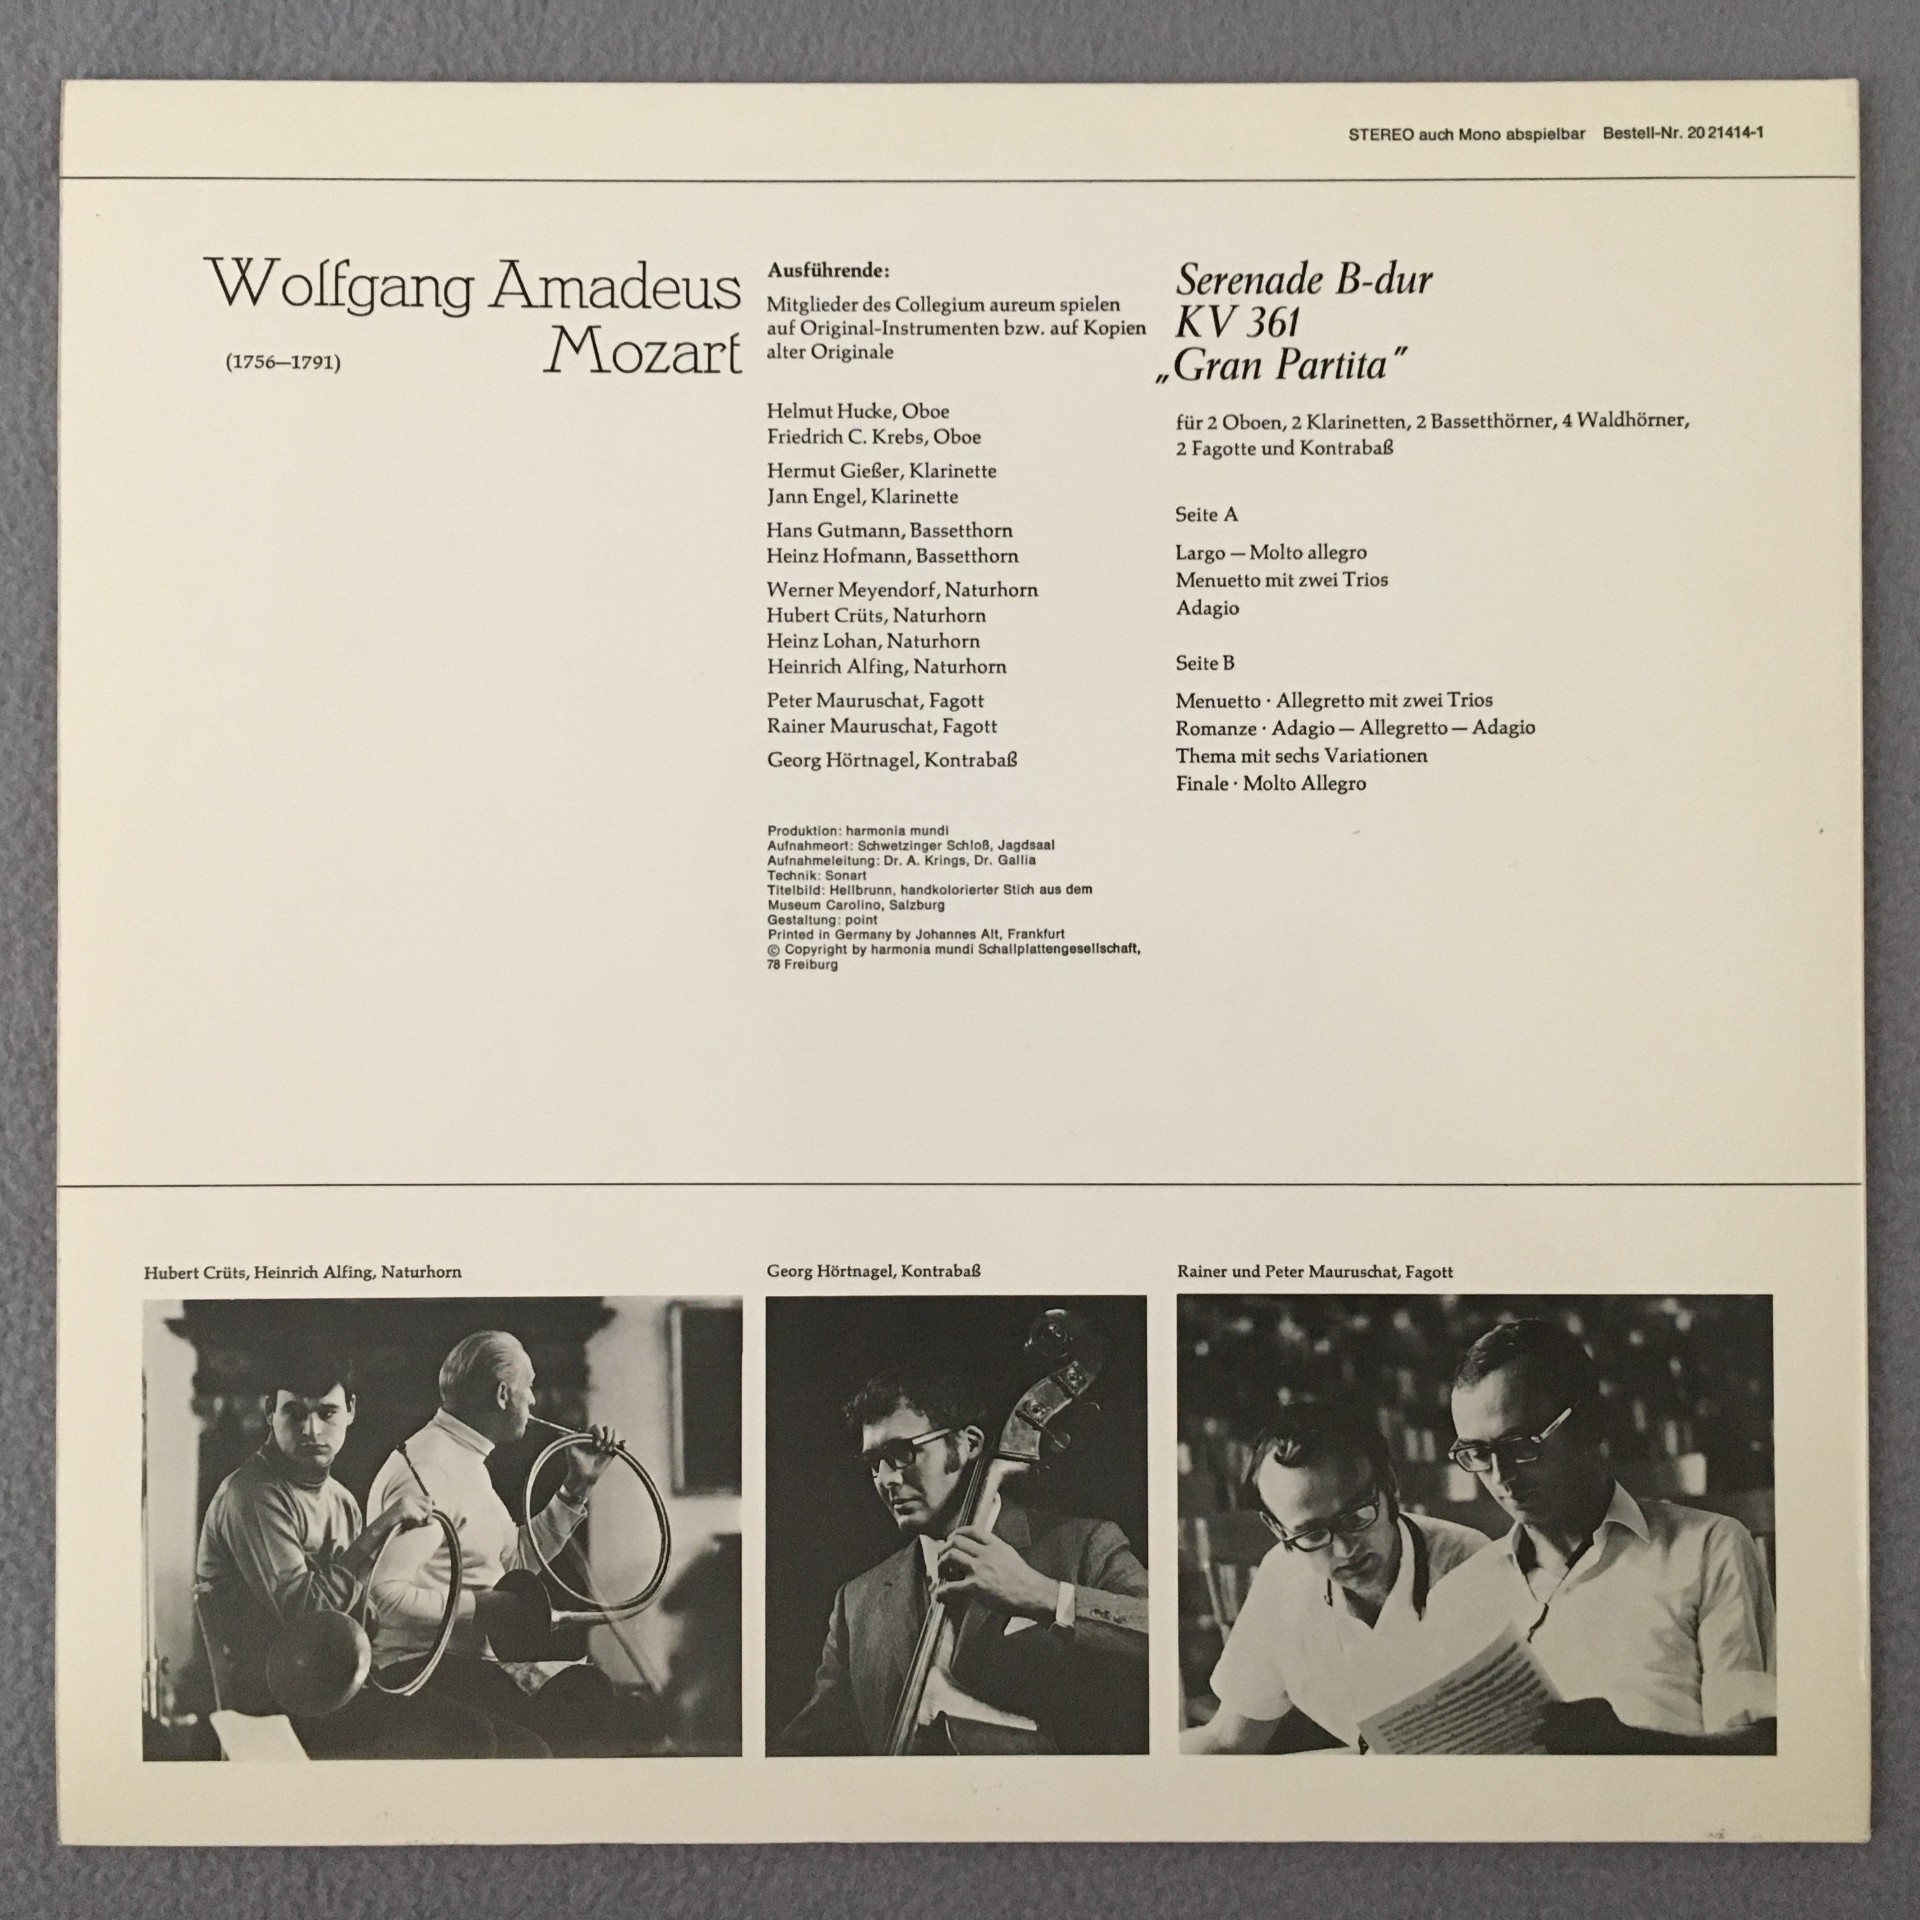 STEREO auch Mono abspielbar Bestell-Nr. 20 21414-1
Wolfgang Amadeus
Mozart
(1756—1791)
Ausführende:
Mitglieder des Collegium aureum spielen
auf Original-Instrumenten bzw. auf Kopien
alter Originale
Helmut Hucke, Oboe
Friedrich C. Krebs, Oboe
Hermut Gießer, Klarinette
Jann Engel, Klarinette
Hans Gutmann, Bassetthorn
Heinz Hofmann, Bassetthorn
Werner Meyendorf, Naturhorn
Hubert Crüts, Naturhorn
Heinz Lohan, Naturhorn
Heinrich Alfing, Naturhorn
Peter Mauruschat, Fagott
Rainer Mauruschat, Fagott
Georg Hörtnagel, Kontrabaß
Produktion: harmonia mundi
Aufnahmeort: Schwetzinger Schloß, Jagdsaal
Aufnahmeleitung: Dr. A. Krings, Dr. Gallia
Technik: Sonart
Titelbild: Hellbrunn, handkolorierter Stich aus dem
Museum Carolino, Salzburg
Gestaltung: point
Printed in Germany by Johannes Alt, Frankfurt
© Copyright by harmonia mundi Schallplattengesellschaft,
78 Freiburg
Serenade B-dur
KV 361
„Gran Partita"
für 2 Oboen, 2 Klarinetten, 2 Bassetthörner, 4 Waldhörner,
2 Fagotte und Kontrabaß
Seite A
Largo — Molto allegro
Menuetto mit zwei Trios
Adagio
Seite B
Menuetto · Allegretto mit zwei Trios
Romanze · Adagio — Allegretto — Adagio
Thema mit sechs Variationen
Finale · Molto Allegro
Hubert Crüts, Heinrich Alfing, Naturhorn
Georg Hörtnagel, Kontrabaß
Rainer und Peter Mauruschat, Fagott